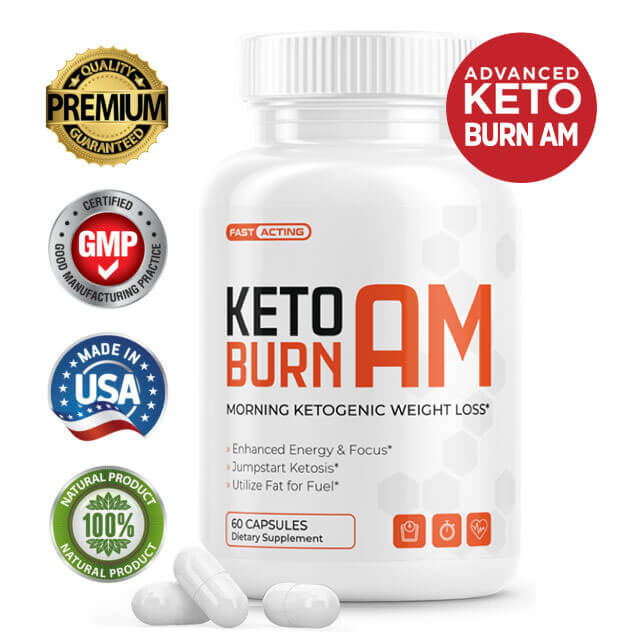 QUALITY
PREMIUM
GUARANTEED
CERTIFIED
GMP
GOOD MANUFACTURING PRACTICE
MADE IN
USA
NATURAL PRODUCT
100%
NATURAL PRODUCT
ADVANCED
KETO
BURN AM
FAST ACTING
KETO
BURN AM
MORNING KETOGENIC WEIGHT LOSS*
» Enhanced Energy & Focus*
» Jumpstart Ketosis*
» Utilize Fat for Fuel*
60 CAPSULES
Dietary Supplement